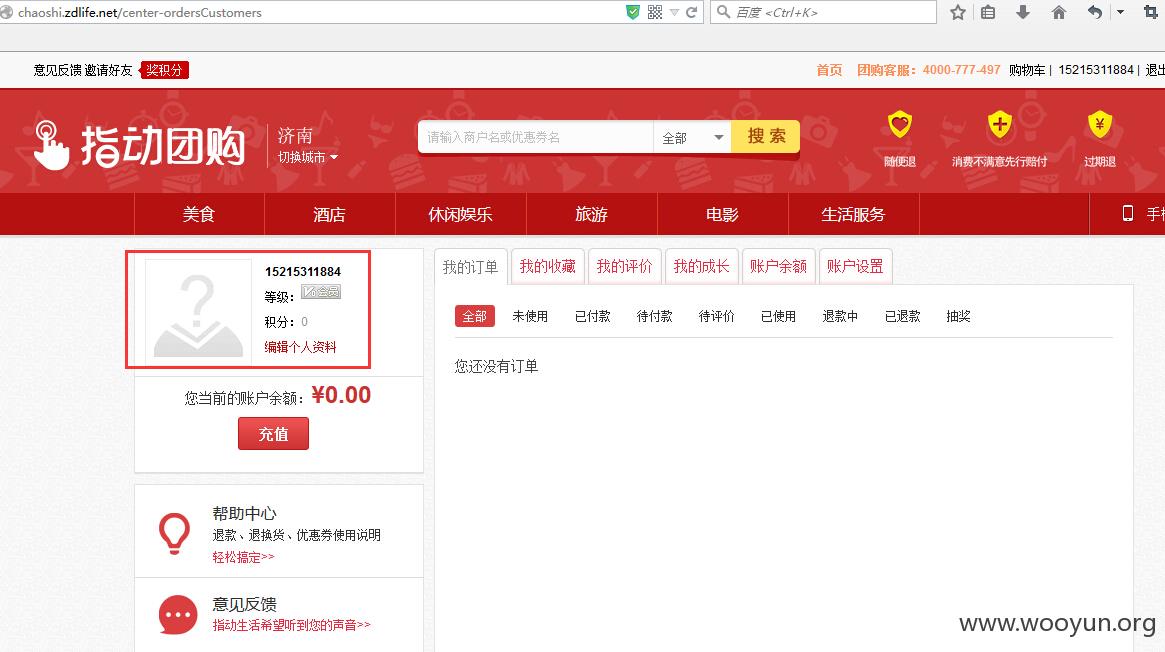 chaoshi.zdlife.net/center-ordersCustomers
百度 <Ctrl+K>
意见反馈 邀请好友 奖积分
首页 团购客服：4000-777-497 购物车 | 15215311884 | 退出
指动团购
济南
切换城市
请输入商户名或优惠券名 全部 搜 索
随便退 消费不满意先行赔付 过期退
美食 酒店 休闲娱乐 旅游 电影 生活服务 手
15215311884
等级： 会员
积分：0
编辑个人资料
我的订单 我的收藏 我的评价 我的成长 账户余额 账户设置
全部 未使用 已付款 待付款 待评价 已使用 退款中 已退款 抽奖
您还没有订单
您当前的账户余额：¥0.00
充值
帮助中心
退款、退换货、优惠券使用说明
轻松搞定>>
意见反馈
指动生活希望听到您的声音>>
www.wooyun.org